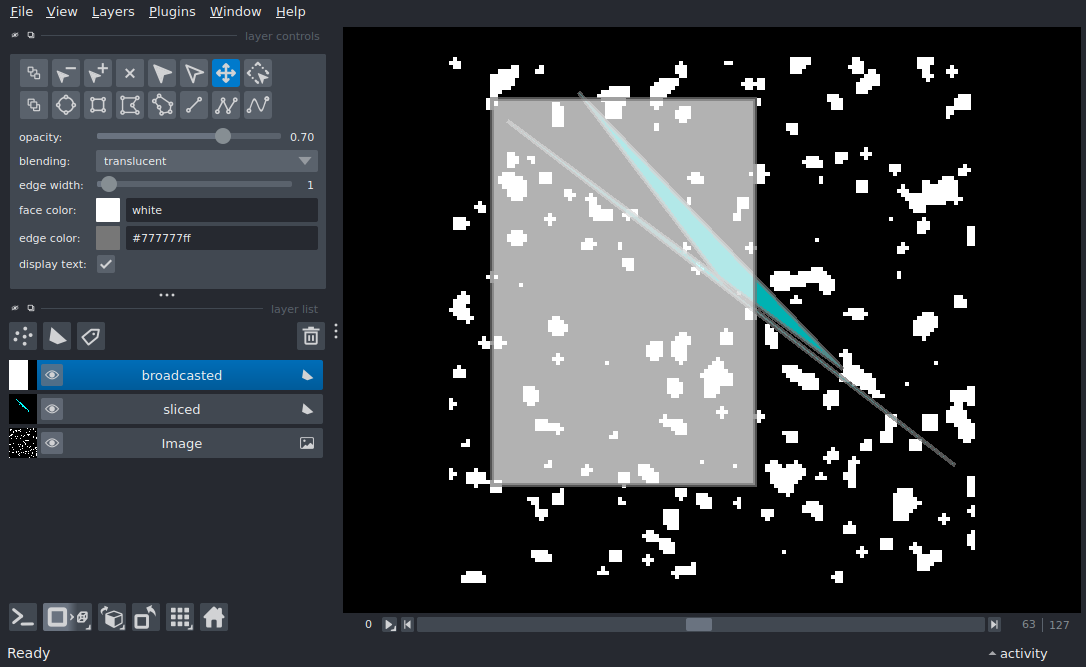 File View Layers Plugins Window Help
layer controls
opacity: 0.70
blending: translucent
edge width: 1
face color: white
edge color: #777777ff
display text:
layer list
broadcasted
sliced
Image
0 63 127
Ready activity